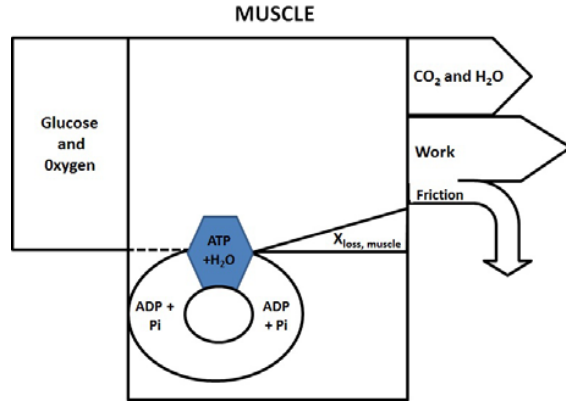 MUSCLE
Glucose
and
0xygen
CO₂ and H₂O
Work
Friction
ATP
+H₂O
Xloss, muscle
ADP +
Pi
ADP
+ Pi